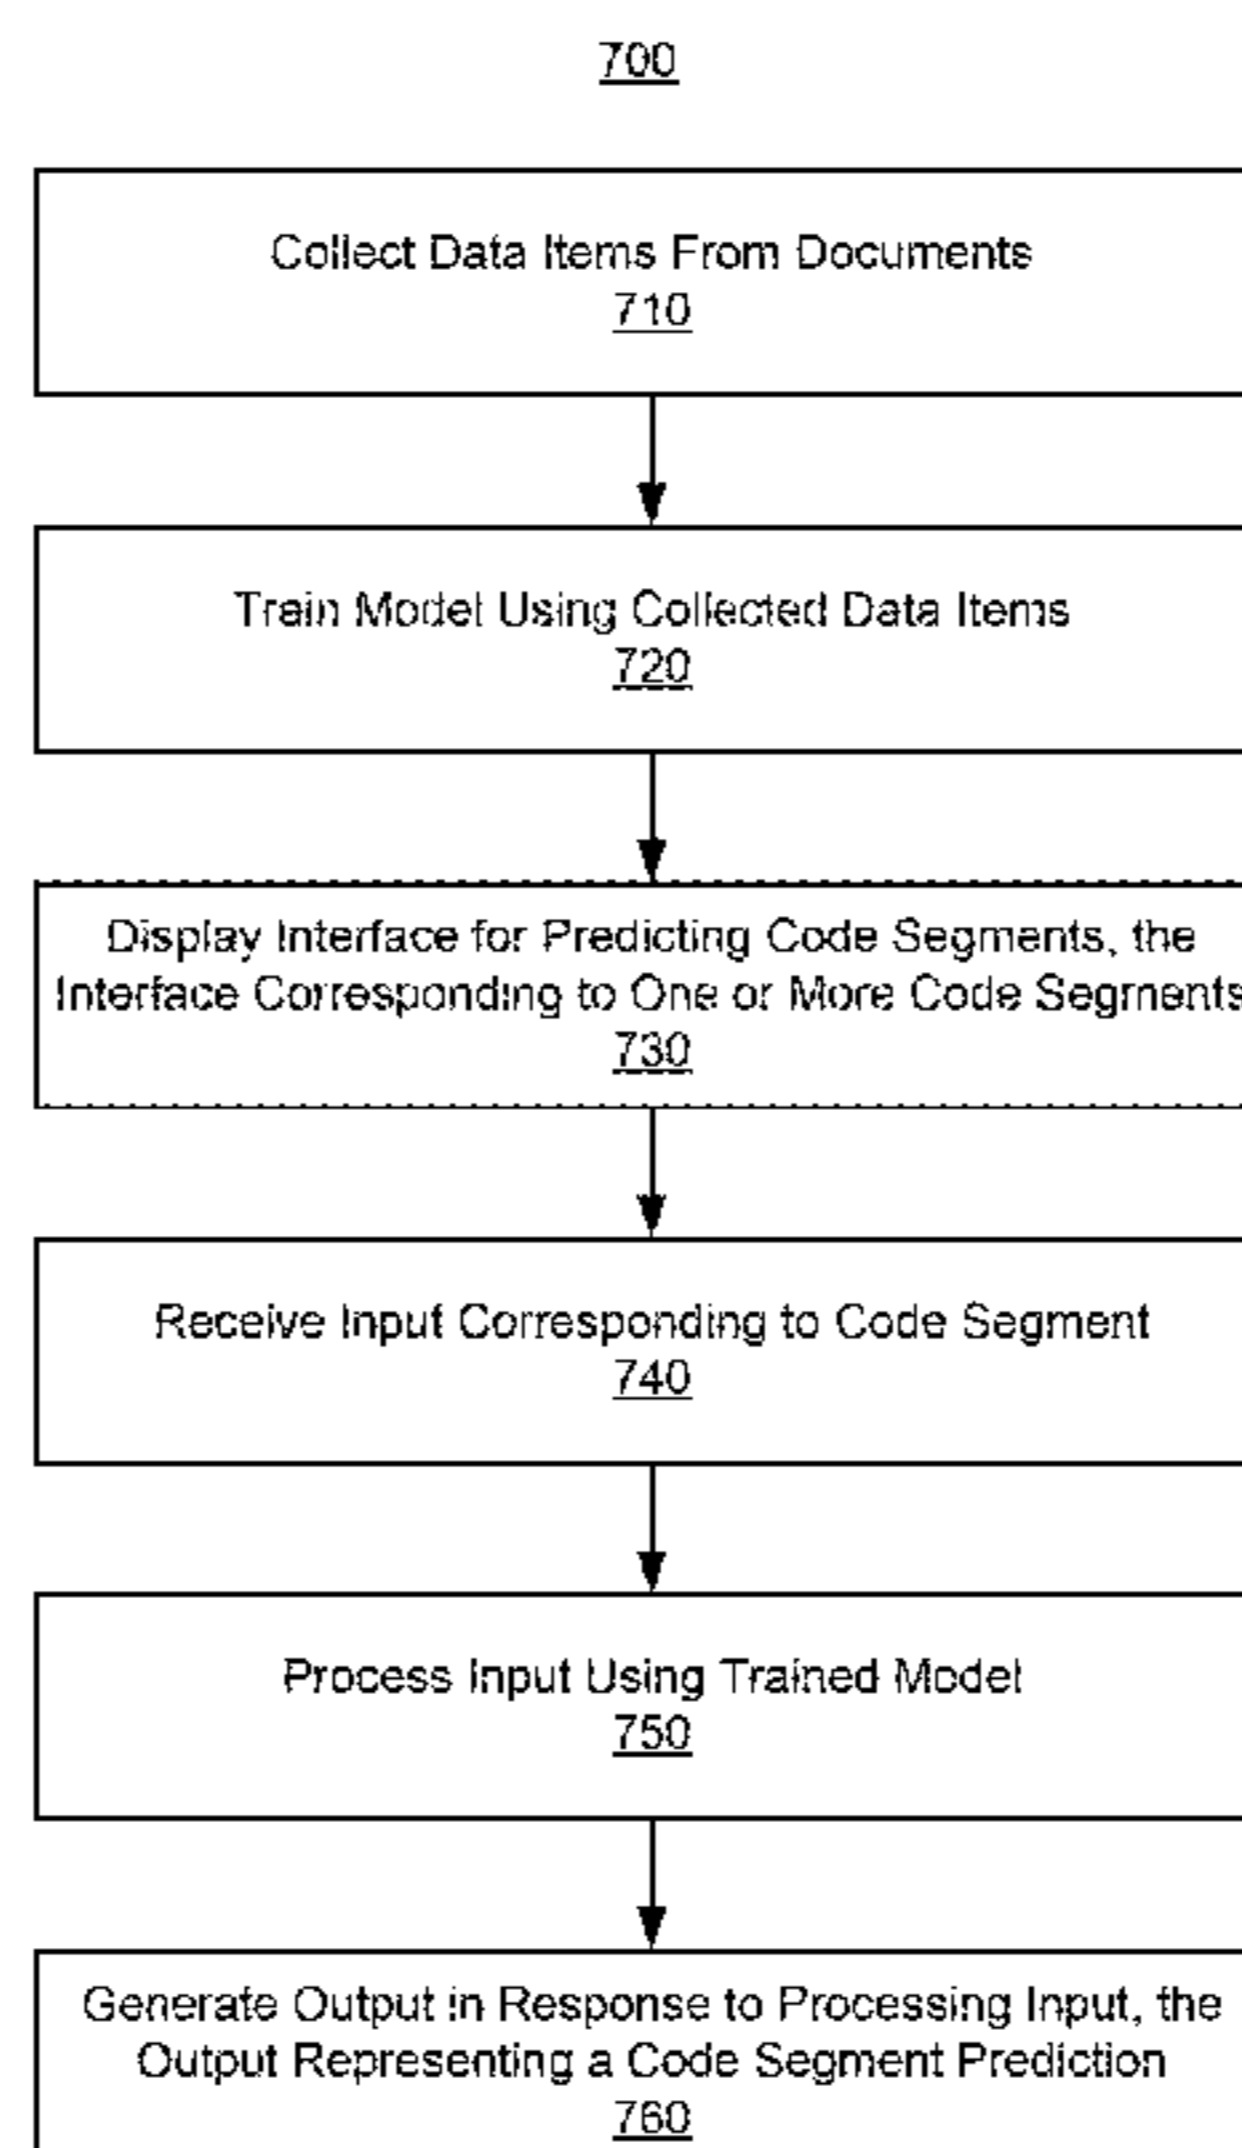 700
Collect Data Items From Documents
710
Train Model Using Collected Data Items
720
Display Interface for Predicting Code Segments, the
Interface Corresponding to One or More Code Segments
730
Receive Input Corresponding to Code Segment
740
Process Input Using Trained Model
750
Generate Output in Response to Processing Input, the
Output Representing a Code Segment Prediction
760